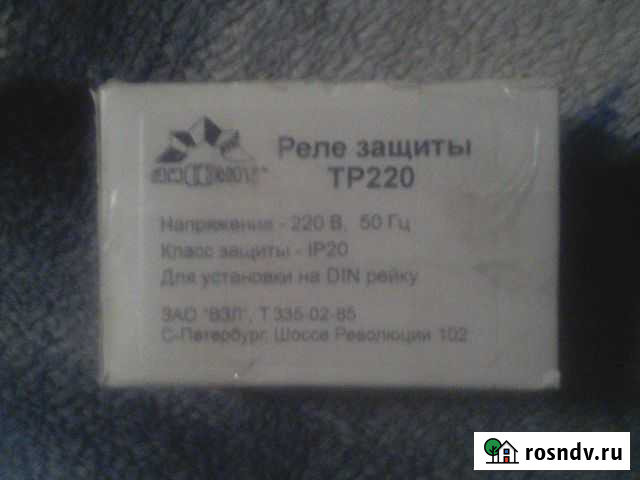 Реле защиты
ТР220
Напряжение - 220 В, 50 Гц
Класс защиты - IP20
Для установки на DIN рейку
ЗАО "ВЗЛ", Т 335-02-85
С-Петербург, Шоссе Революции 102
rosndv.ru